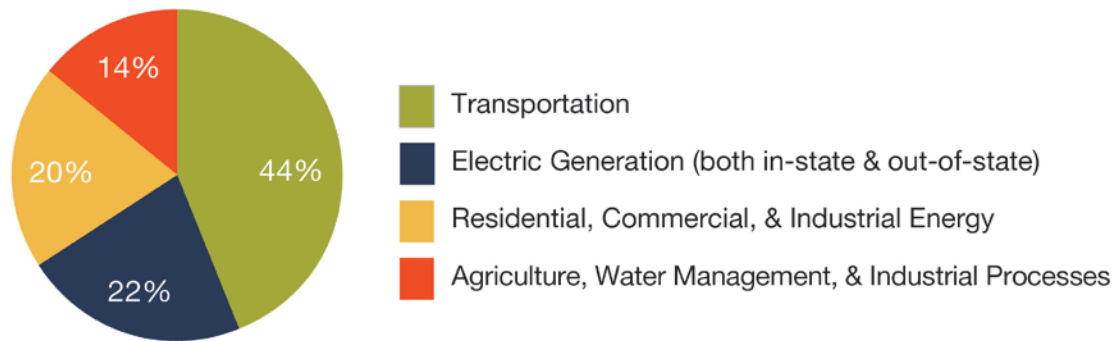 14%
44%
20%
22%
Transportation
Electric Generation (both in-state & out-of-state)
Residential, Commercial, & Industrial Energy
Agriculture, Water Management, & Industrial Processes